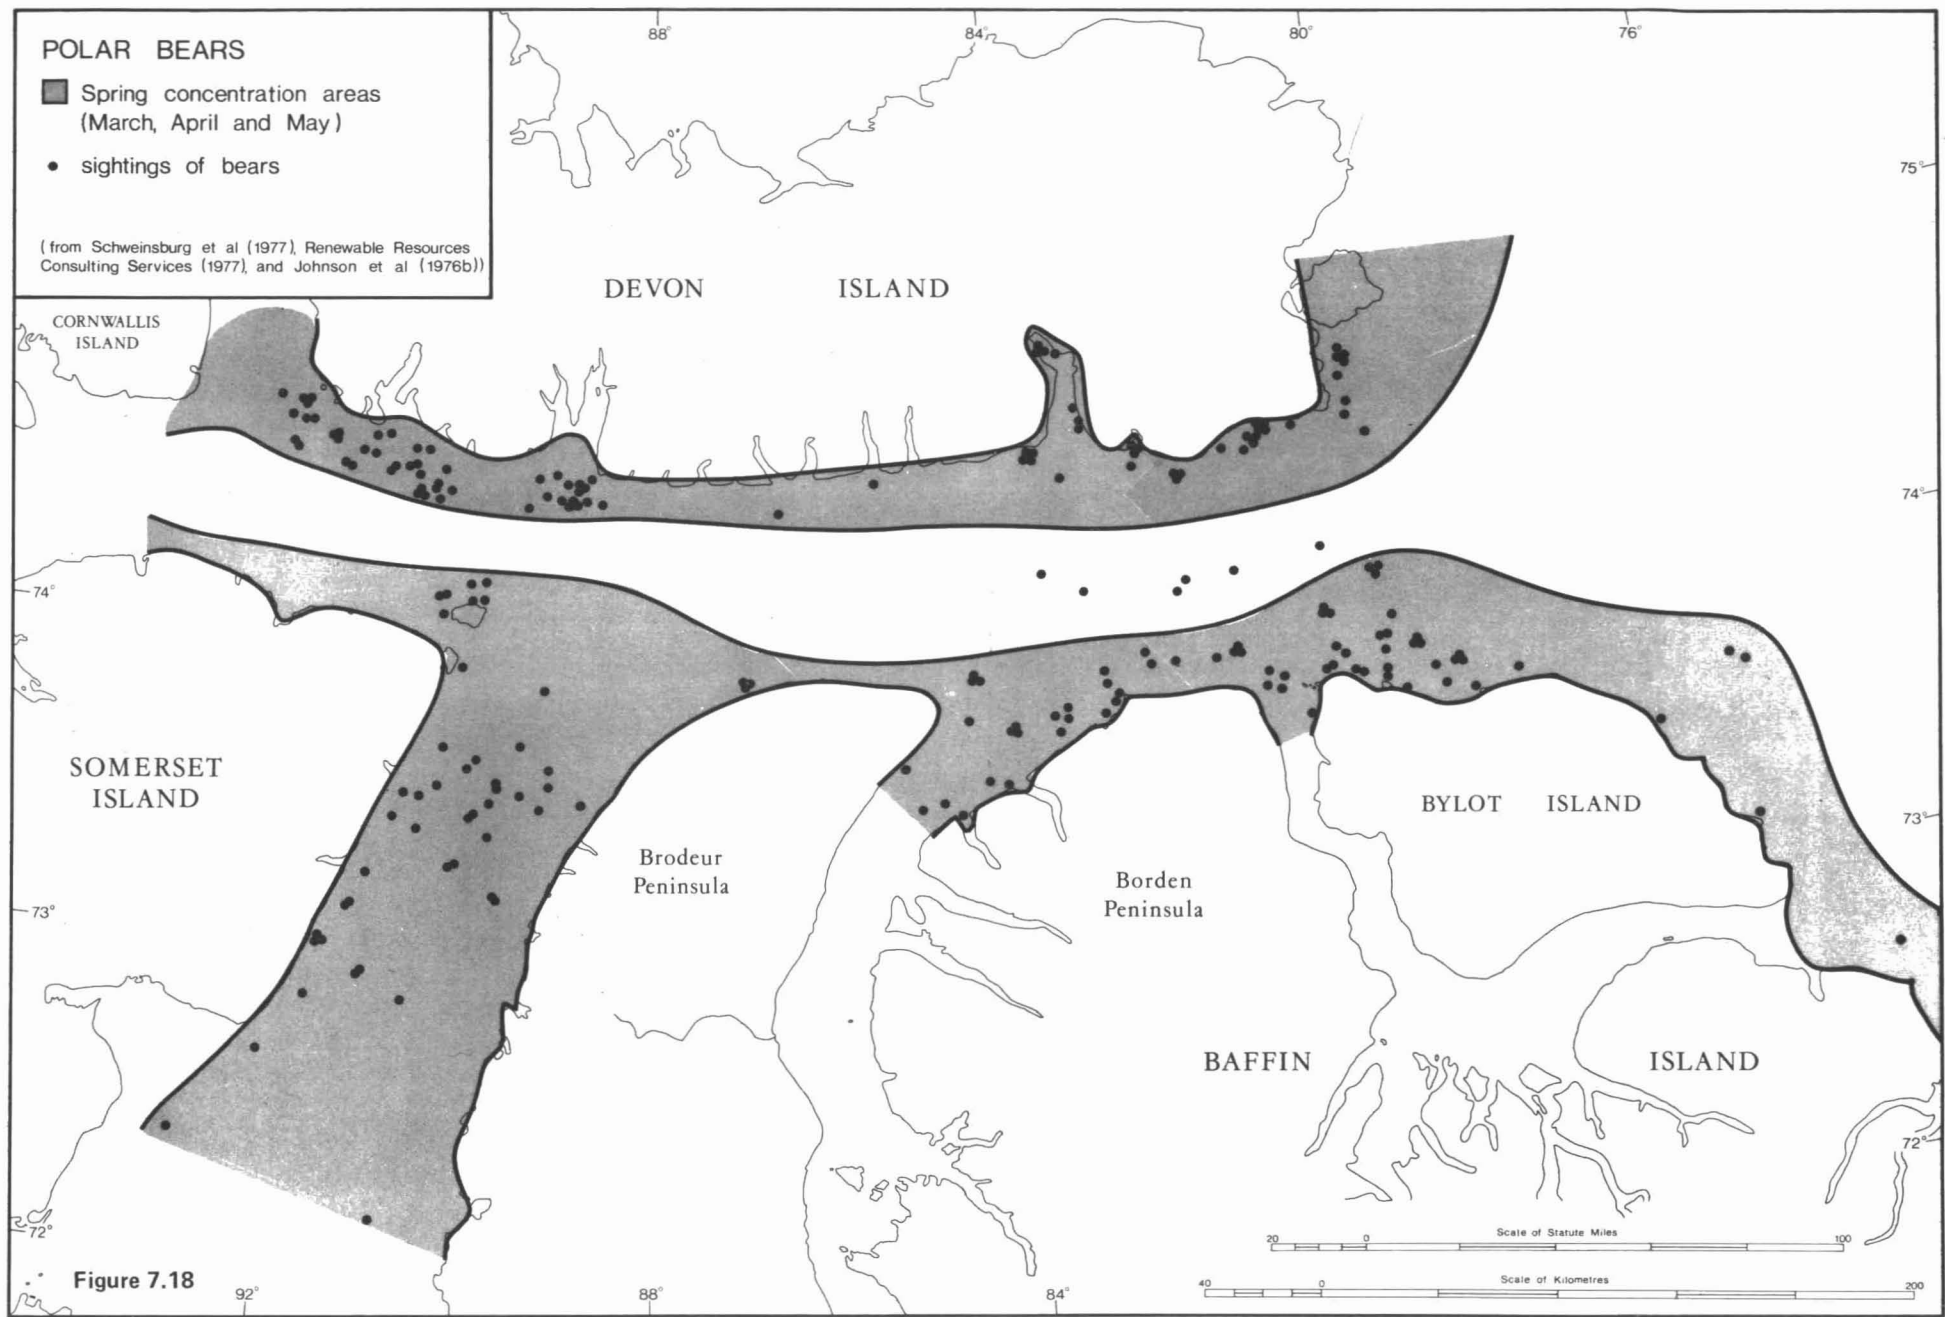 88°
84°
80°
76°
POLAR BEARS
Spring concentration areas
(March, April and May)
sightings of bears
(from Schweinsburg et al (1977), Renewable Resources
Consulting Services (1977), and Johnson et al (1976b))
75°
DEVON ISLAND
CORNWALLIS
ISLAND
74°
74°
SOMERSET
ISLAND
BYLOT ISLAND
73°
Brodeur
Peninsula
Borden
Peninsula
73°
BAFFIN ISLAND
72°
72°
Scale of Statute Miles
20 0 100
Figure 7.18
Scale of Kilometres
40 0 200
92°
88°
84°